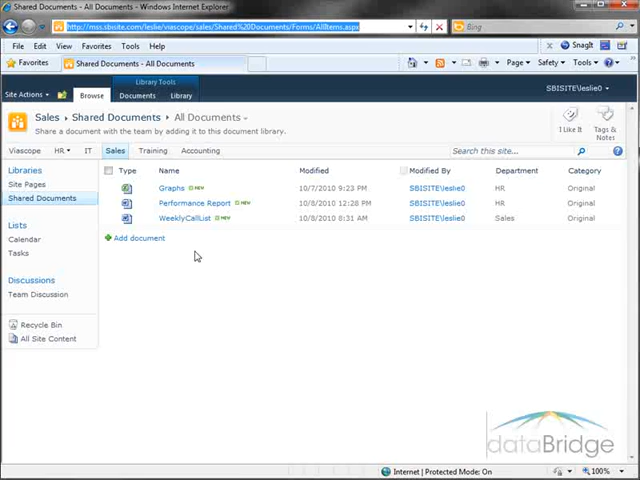 Shared Documents - All Documents - Windows Internet Explorer
http://mss.sbisite.com/leslie/viascope/sales/Shared%20Documents/Forms/AllItems.aspx
Bing
File Edit View Favorites Tools Help
SnagIt
Favorites
Shared Documents - All Documents
Page Safety Tools
Library Tools
Site Actions
Browse Documents Library
SBISITE\leslie0
Sales Shared Documents All Documents
Share a document with the team by adding it to this document library.
I Like It
Tags & Notes
Viascope HR IT Sales Training Accounting
Search this site...
Libraries
Site Pages
Shared Documents
Lists
Calendar
Tasks
Discussions
Team Discussion
Recycle Bin
All Site Content
Type Name Modified Modified By Department Category
Graphs NEW 10/7/2010 9:23 PM SBISITE\leslie0 HR Original
Performance Report NEW 10/8/2010 12:28 PM SBISITE\leslie0 HR Original
WeeklyCallList NEW 10/8/2010 8:31 AM SBISITE\leslie0 Sales Original
Add document
dataBridge
Internet | Protected Mode: On
100%